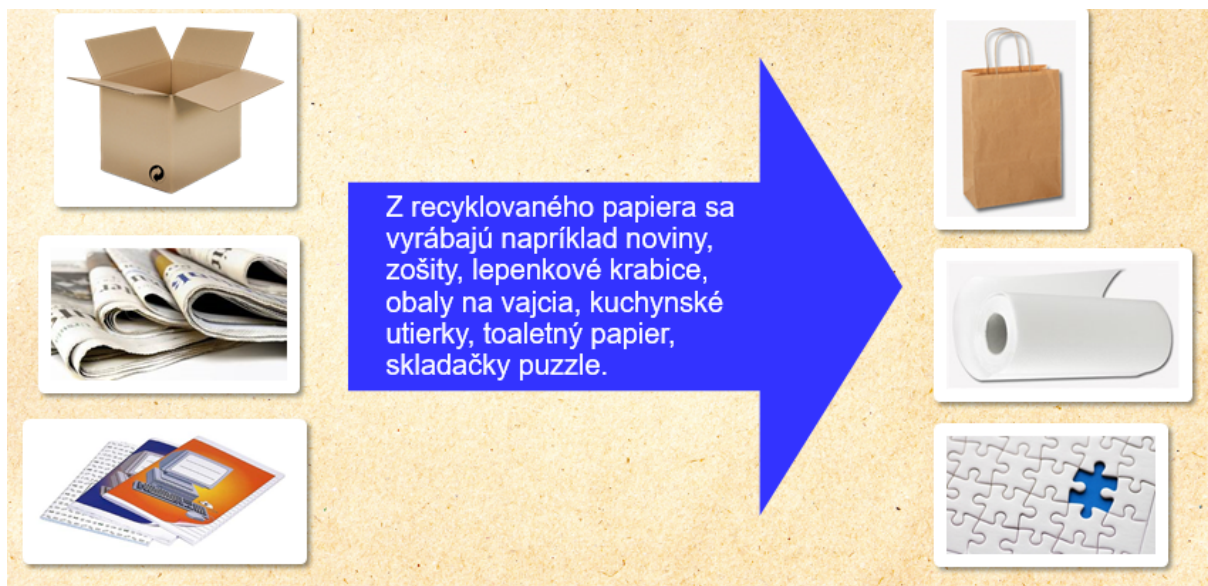 Z recyklovaného papiera sa
vyrábajú napríklad noviny,
zošity, lepenkové krabice,
obaly na vajcia, kuchynské
utierky, toaletný papier,
skladačky puzzle.